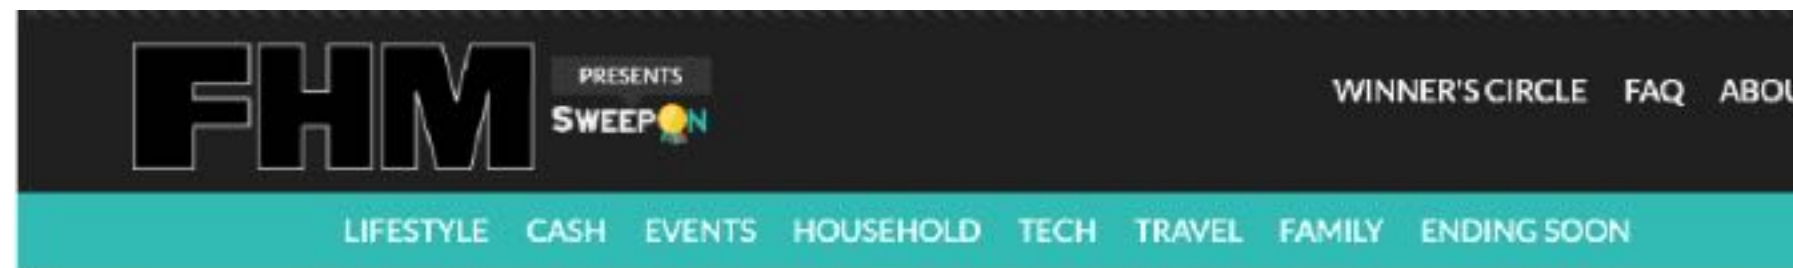 FHM
PRESENTS
SWEEPON
WINNER'S CIRCLE FAQ
LIFESTYLE CASH EVENTS HOUSEHOLD TECH TRAVEL FAMILY ENDING SOON